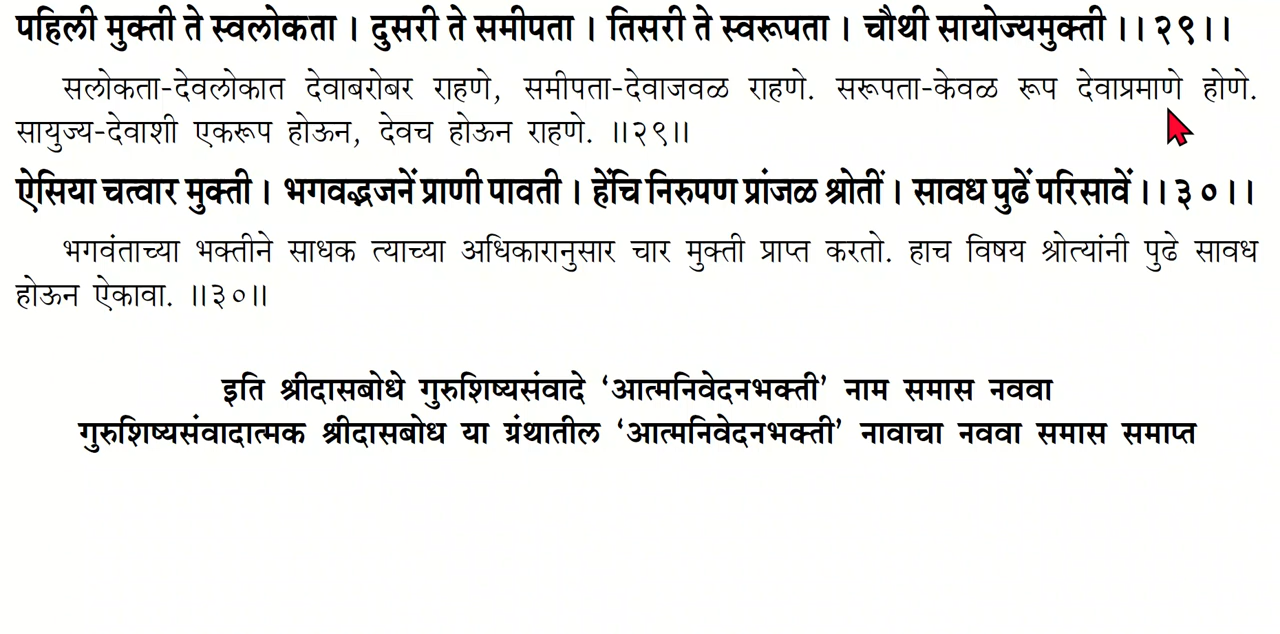 पहिली मुक्ती ते स्वलोकता । दुसरी ते समीपता । तिसरी ते स्वरूपता । चौथी सायोज्यमुक्ती ।। २९।।
सलोकता-देवलोकात देवाबरोबर राहणे, समीपता-देवाजवळ राहणे. सरूपता-केवळ रूप देवाप्रमाणे होणे.
सायुज्य-देवाशी एकरूप होऊन, देवच होऊन राहणे. ॥२९॥
ऐसिया चत्वार मुक्ती । भगवद्भजनें प्राणी पावती । हेंचि निरुपण प्रांजळ श्रोतीं । सावध पुढें परिसावें ।। ३० ।।
भगवंताच्या भक्तीने साधक त्याच्या अधिकारानुसार चार मुक्ती प्राप्त करतो. हाच विषय श्रोत्यांनी पुढे सावध
होऊन ऐकावा. ॥३०॥
इति श्रीदासबोधे गुरुशिष्यसंवादे ‘आत्मनिवेदनभक्ती’ नाम समास नववा
गुरुशिष्यसंवादात्मक श्रीदासबोध या ग्रंथातील ‘आत्मनिवेदनभक्ती’ नावाचा नववा समास समाप्त